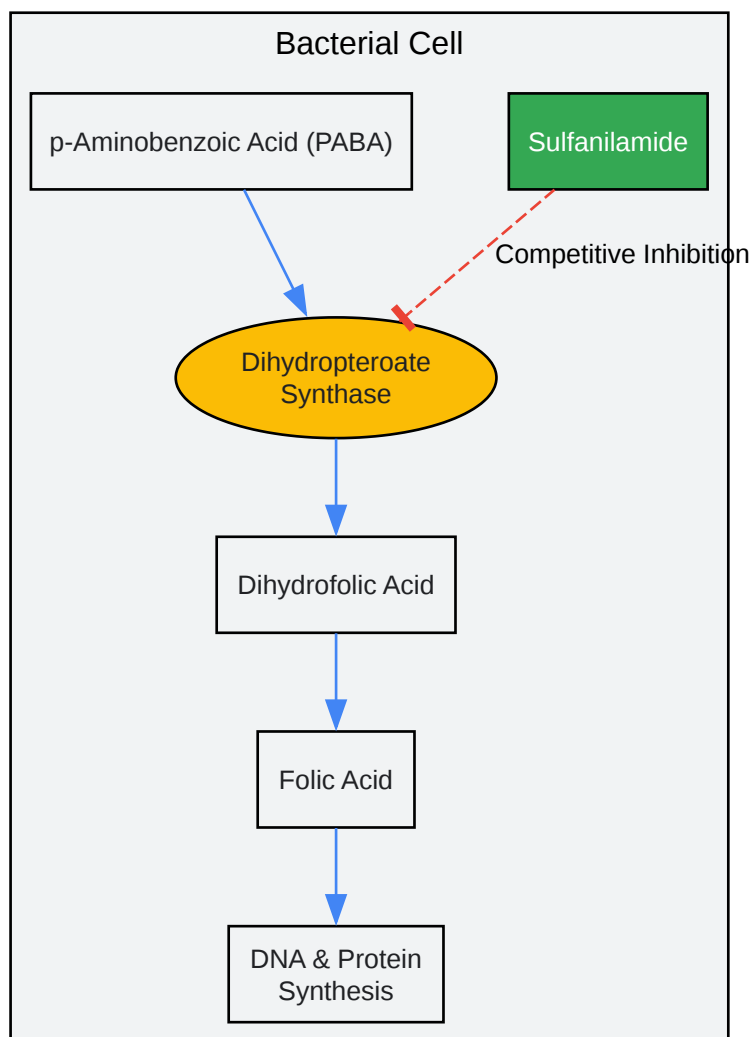 Bacterial Cell
p-Aminobenzoic Acid (PABA)
Sulfanilamide
Competitive Inhibition
Dihydropteroate
Synthase
Dihydrofolic Acid
Folic Acid
DNA & Protein
Synthesis